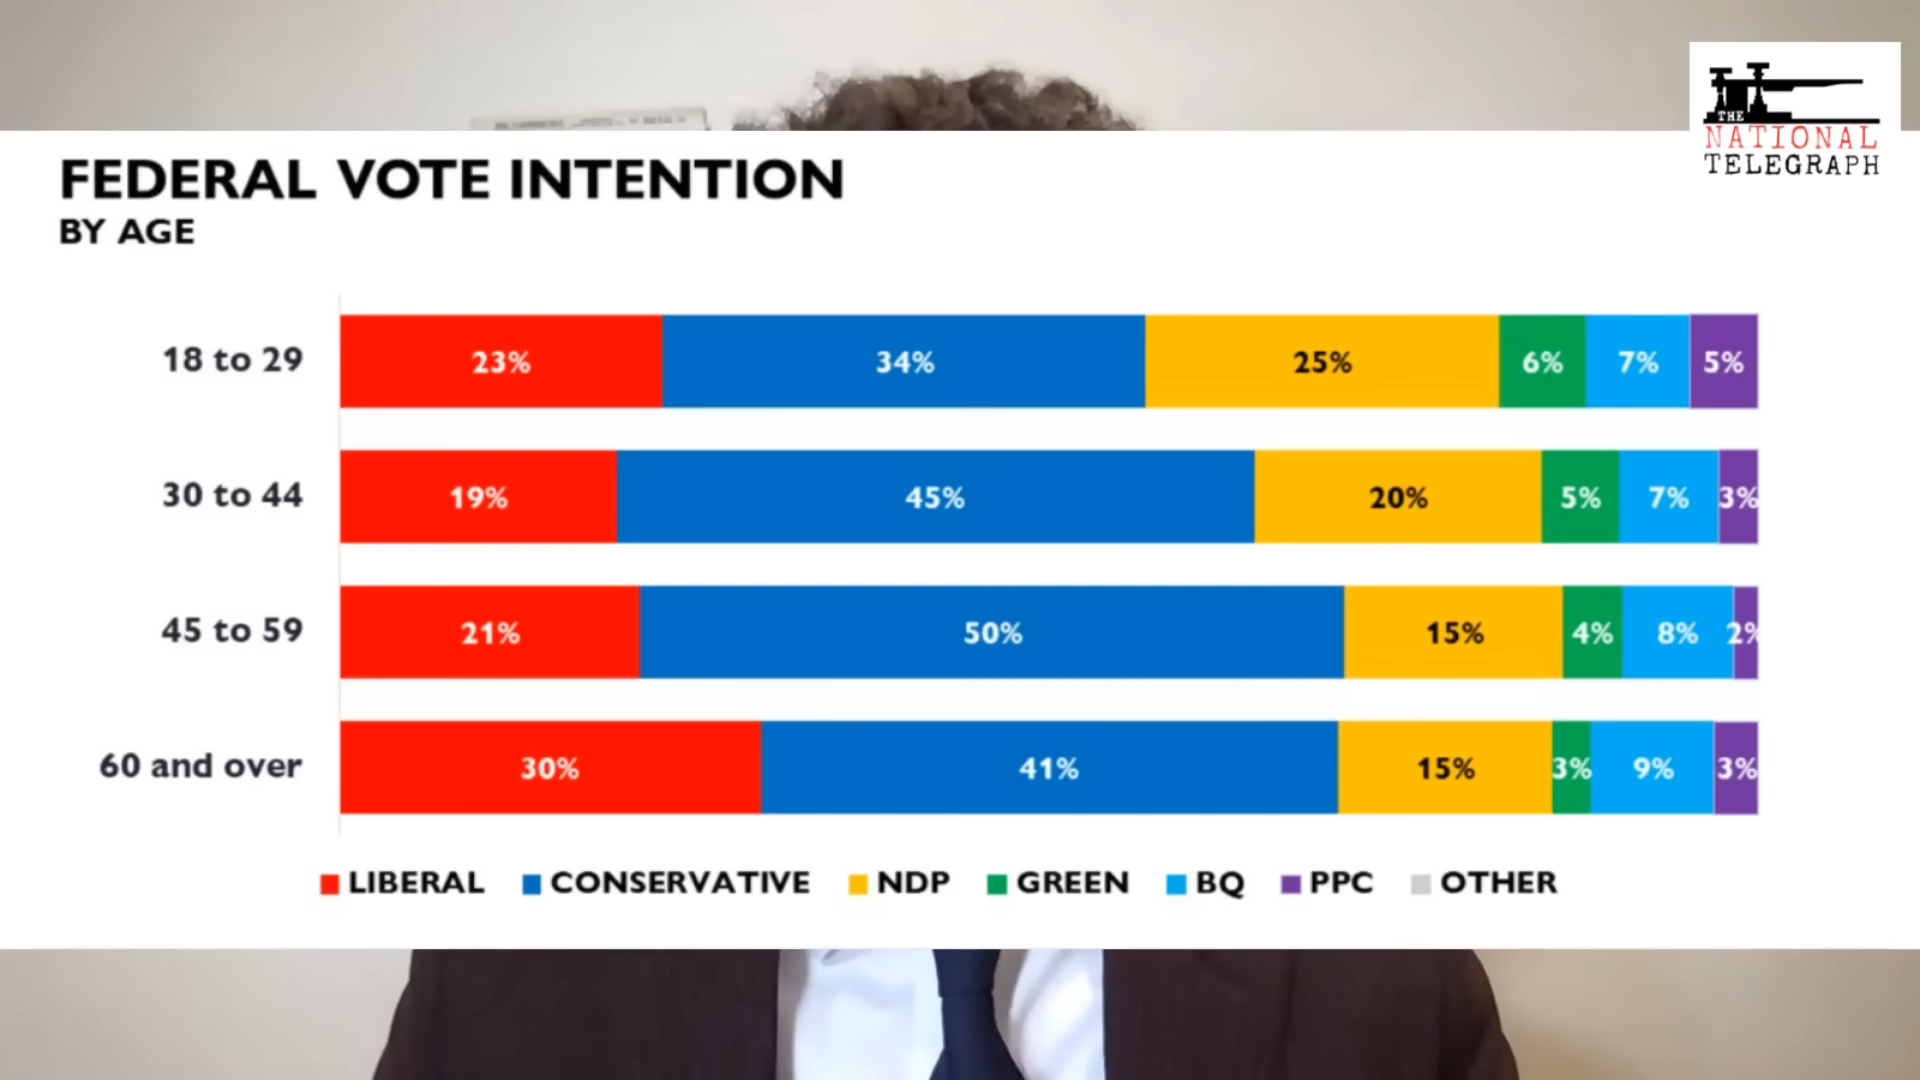 THE
NATIONAL
TELEGRAPH
FEDERAL VOTE INTENTION
BY AGE
18 to 29 23% 34% 25% 6% 7% 5%
30 to 44 19% 45% 20% 5% 7% 3%
45 to 59 21% 50% 15% 4% 8% 2%
60 and over 30% 41% 15% 3% 9% 3%
LIBERAL CONSERVATIVE NDP GREEN BQ PPC OTHER